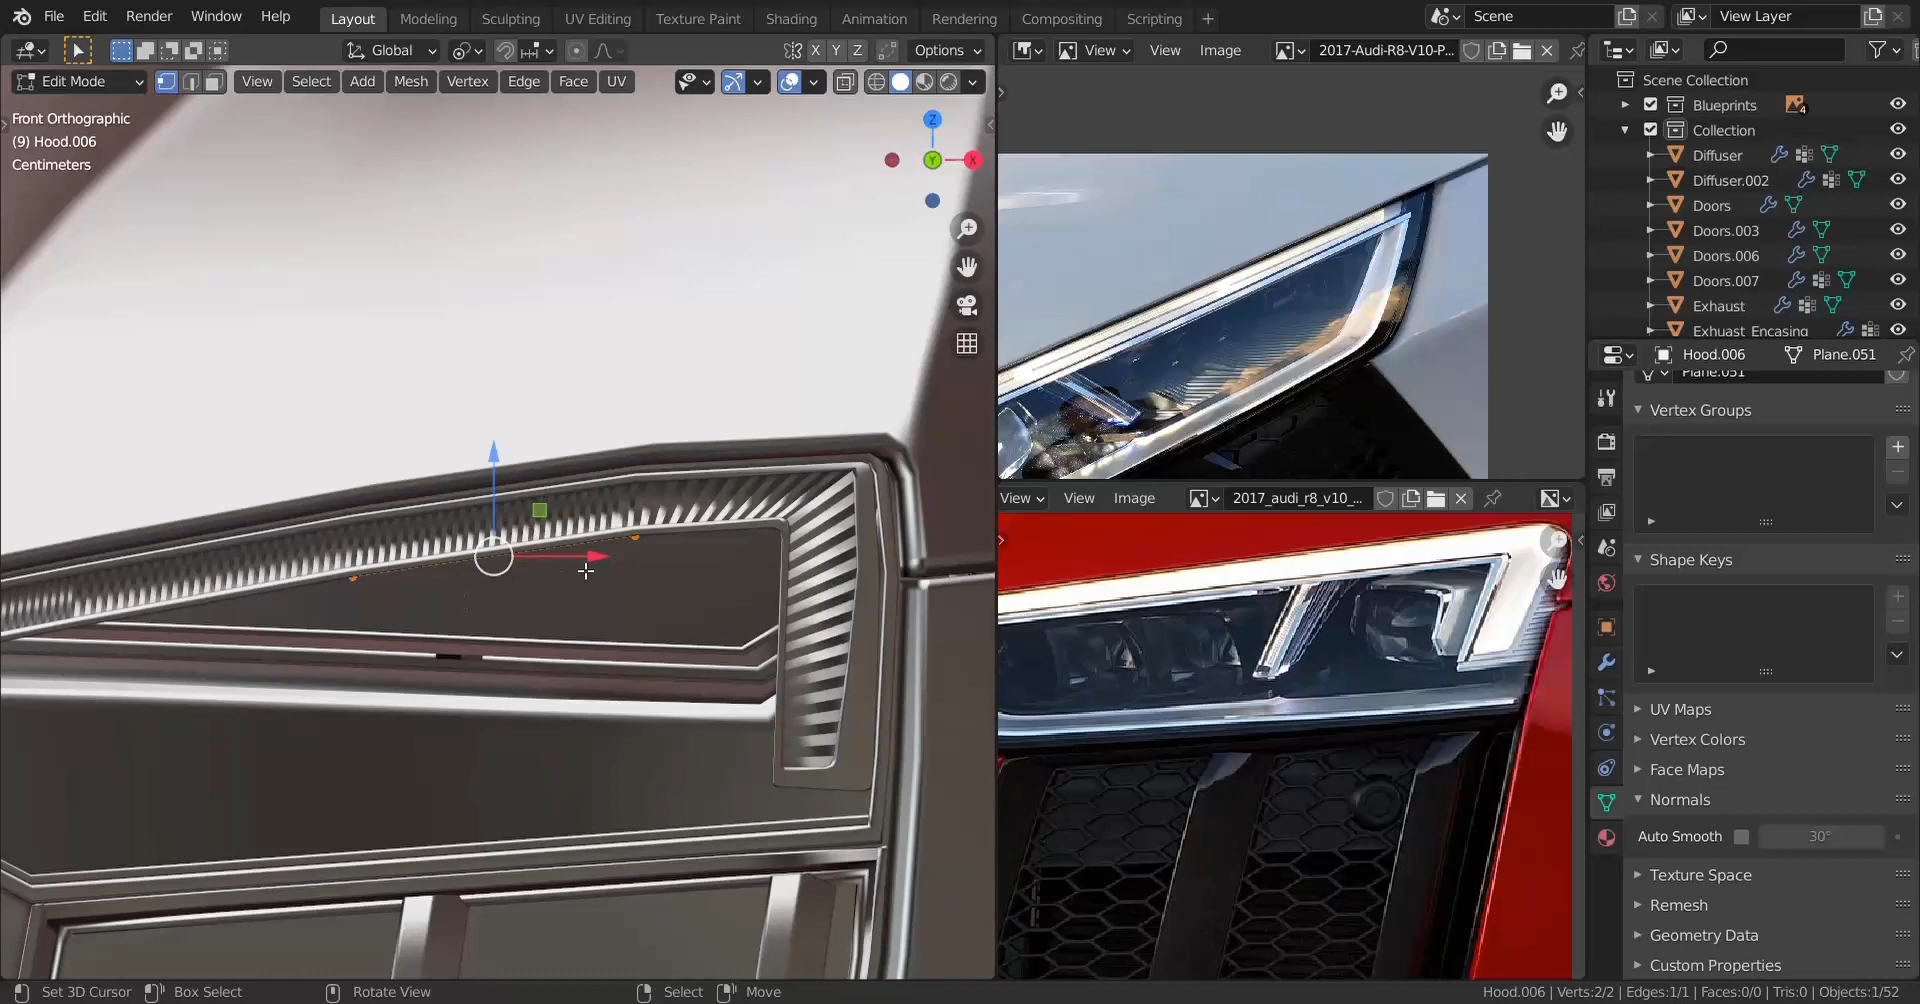 File Edit Render Window Help Layout Modeling Sculpting UV Editing Texture Paint Shading Animation Rendering Compositing Scripting + Scene View Layer
Global X Y Z Options View View Image 2017-Audi-R8-V10-P...
Edit Mode View Select Add Mesh Vertex Edge Face UV
Front Orthographic
(9) Hood.006
Centimeters
Z
Y
X
Scene Collection
Blueprints 4
Collection
Diffuser
Diffuser.002
Doors
Doors.003
Doors.006
Doors.007
Exhaust
Exhuast Encasing
Hood.006 Plane.051
Plane.051
Vertex Groups
View View Image 2017_audi_r8_v10_...
Shape Keys
UV Maps
Vertex Colors
Face Maps
Normals
Auto Smooth 30°
Texture Space
Remesh
Geometry Data
Custom Properties
Set 3D Cursor Box Select Rotate View Select Move Hood.006 | Verts:2/2 | Edges:1/1 | Faces:0/0 | Tris:0 | Objects:1/52